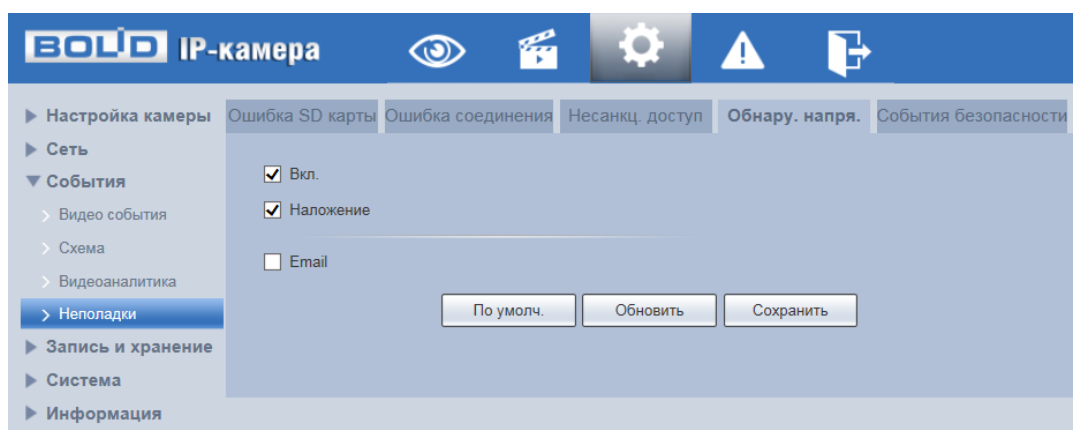 BOLID IP-камера
Настройка камеры
Сеть
События
Видео события
Схема
Видеоаналитика
Неполадки
Запись и хранение
Система
Информация
Ошибка SD карты Ошибка соединения Несанкц. доступ Обнару. напря. События безопасности
Вкл.
Наложение
Email
По умолч. Обновить Сохранить